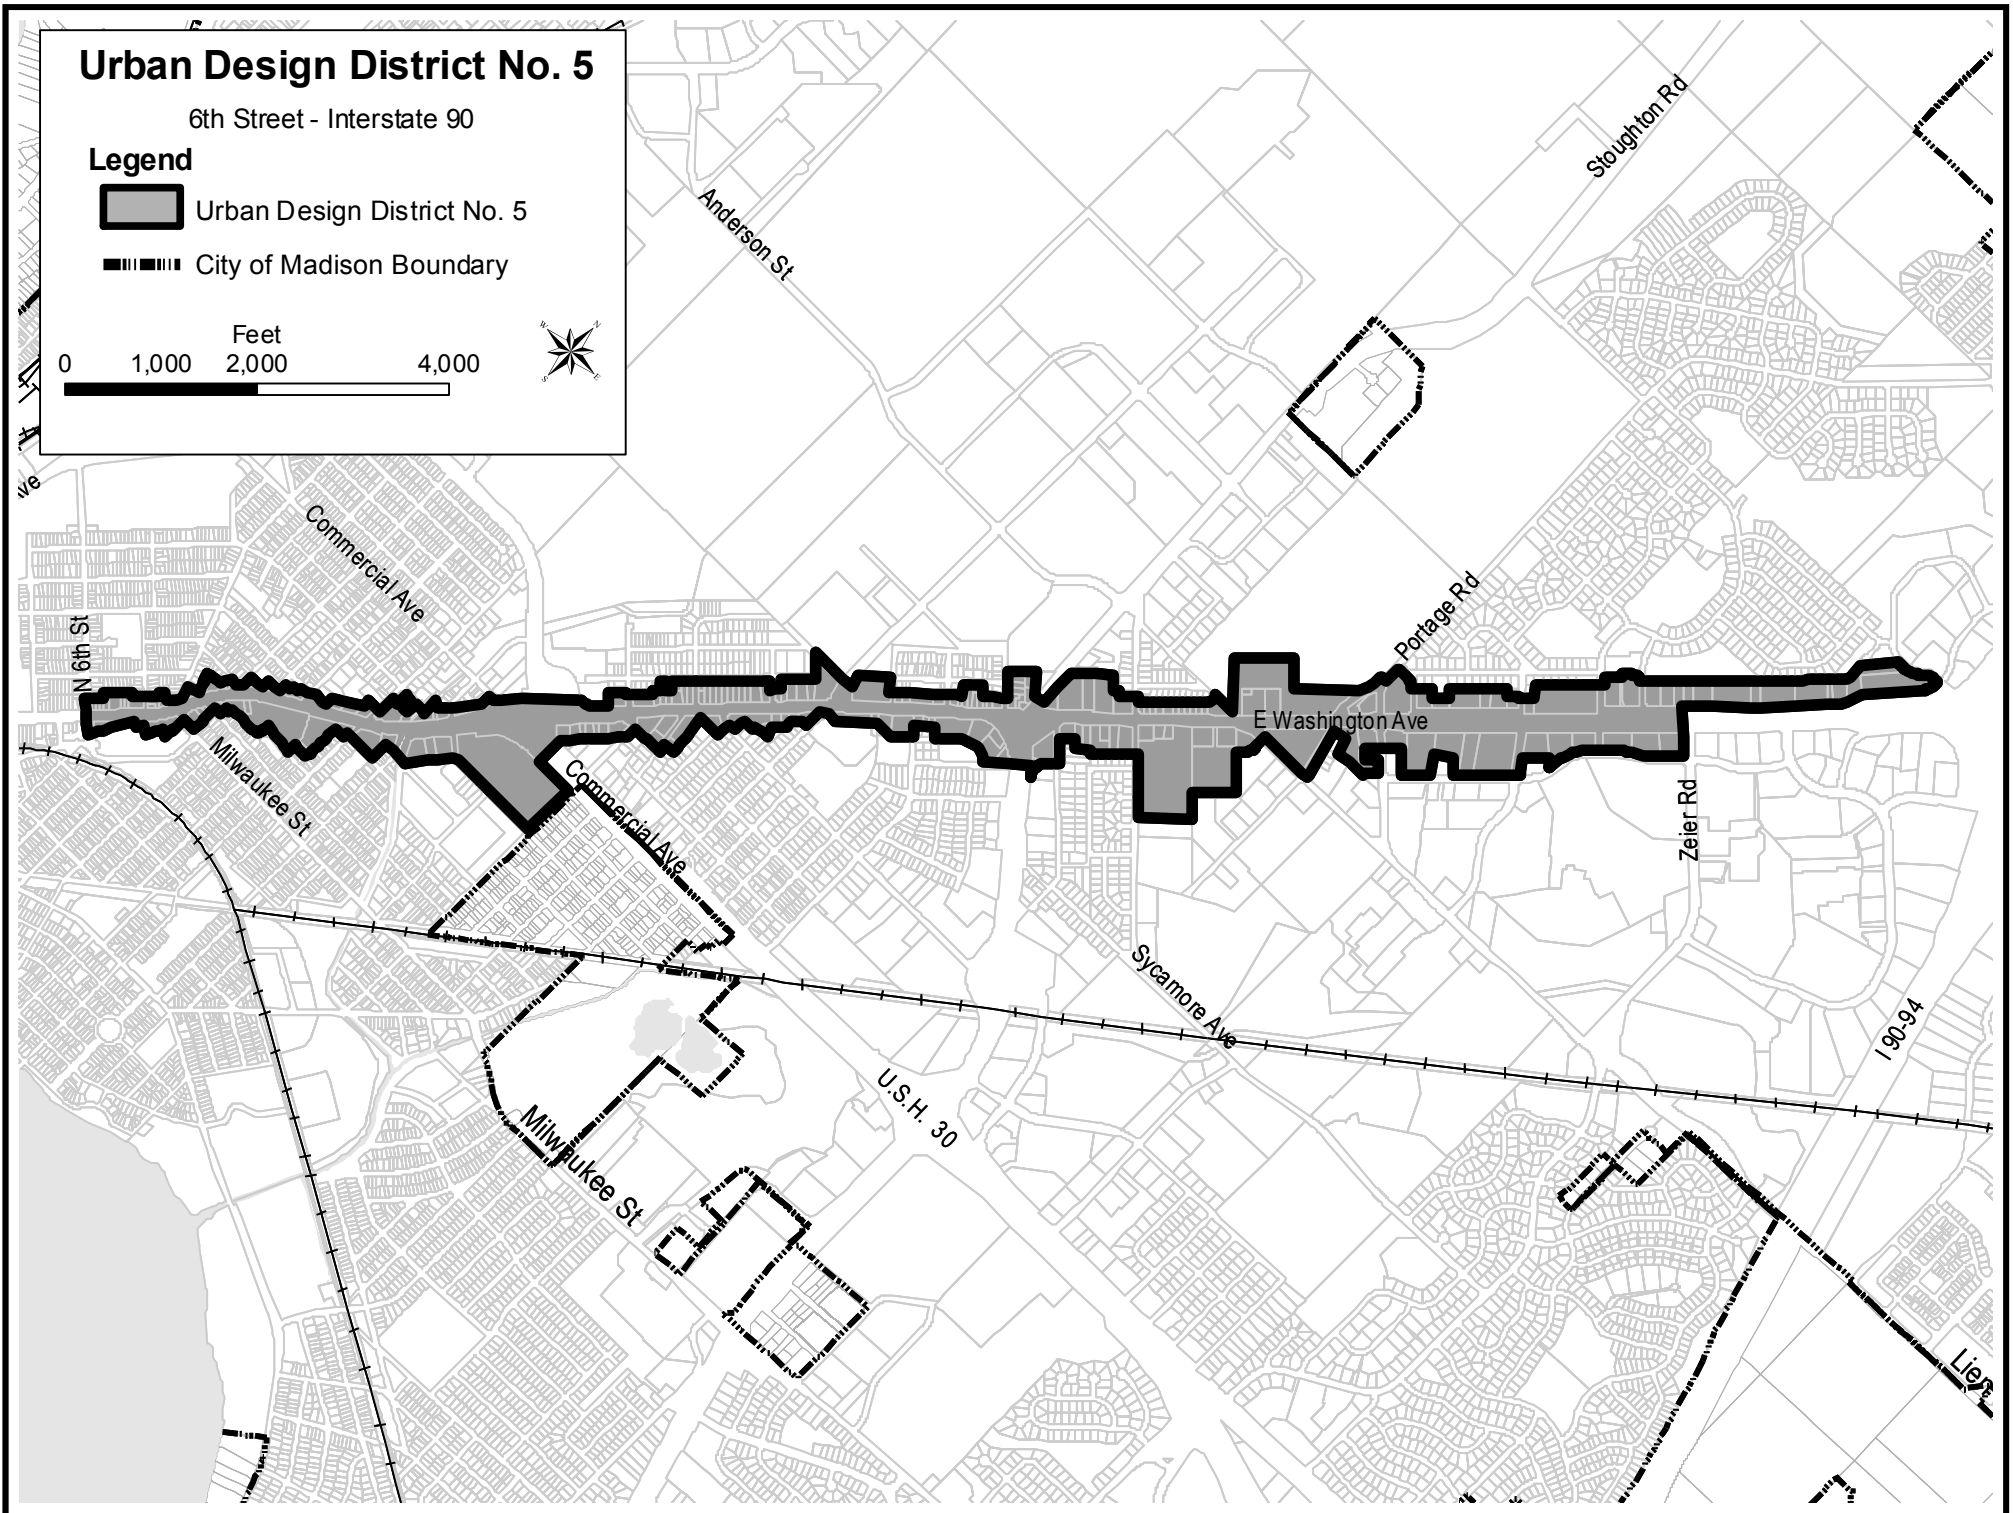 Urban Design District No. 5
6th Street - Interstate 90
Legend
Urban Design District No. 5
City of Madison Boundary
Feet
0 1,000 2,000 4,000
W N
S E
Stoughton Rd
Anderson St
ve
Commercial Ave
N 6th St
Portage Rd
E Washington Ave
Milwaukee St
Commercial Ave
Zeier Rd
Sycamore Ave
I 90-94
U.S.H. 30
Milwaukee St
Lien